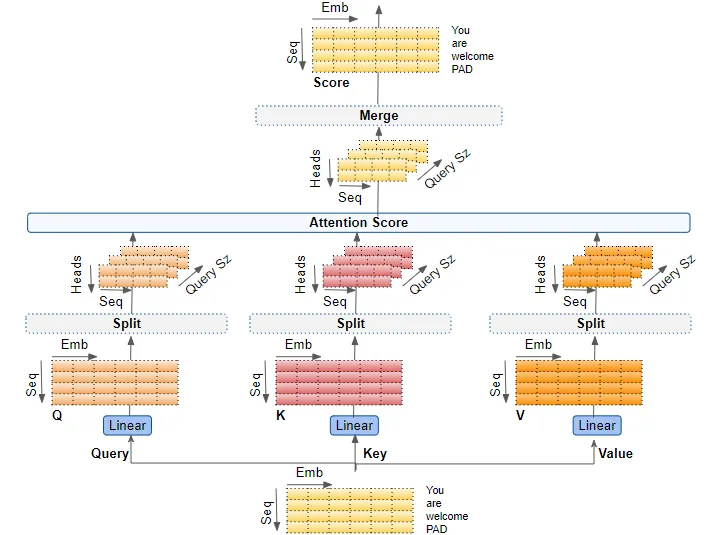 Emb
Seq
You
are
welcome
PAD
Score
Merge
Heads
Query Sz
Seq
Attention Score
Heads
Query Sz
Seq
Heads
Query Sz
Seq
Heads
Query Sz
Seq
Split
Split
Split
Emb
Emb
Emb
Seq
Seq
Seq
Q
K
V
Linear
Linear
Linear
Query
Key
Value
Emb
Seq
You
are
welcome
PAD